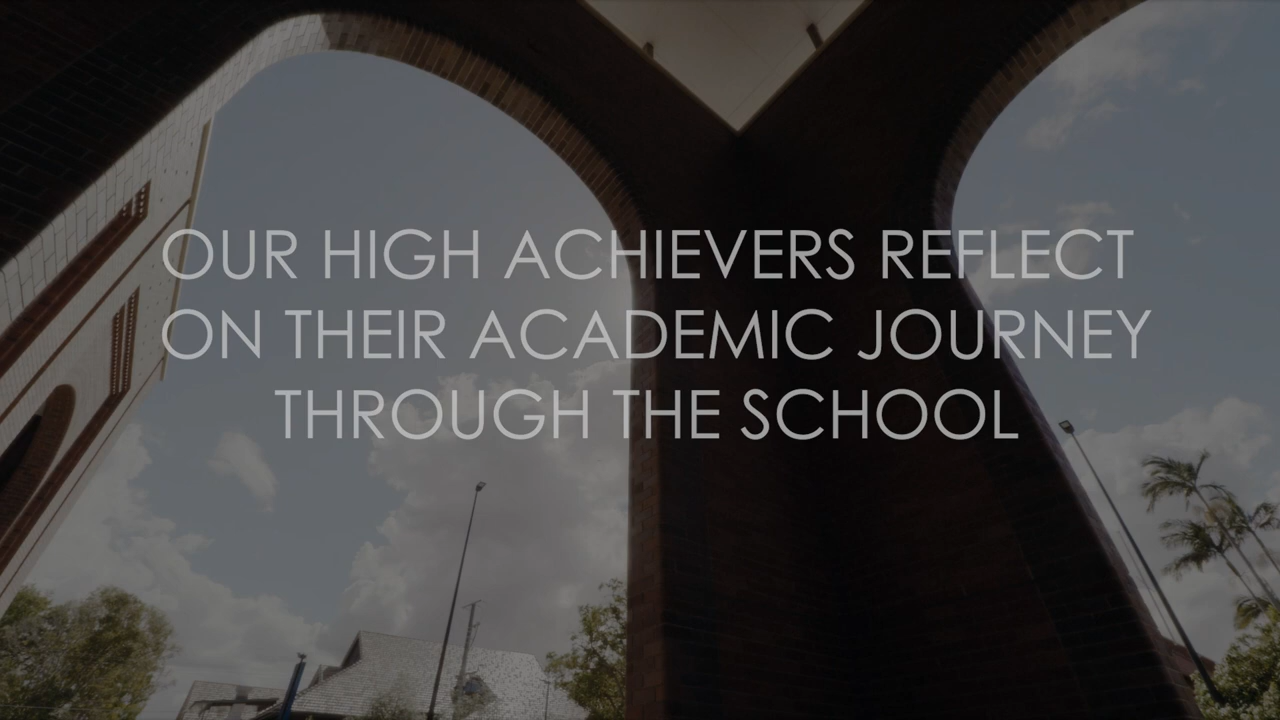 OUR HIGH ACHIEVERS REFLECT
ON THEIR ACADEMIC JOURNEY
THROUGH THE SCHOOL